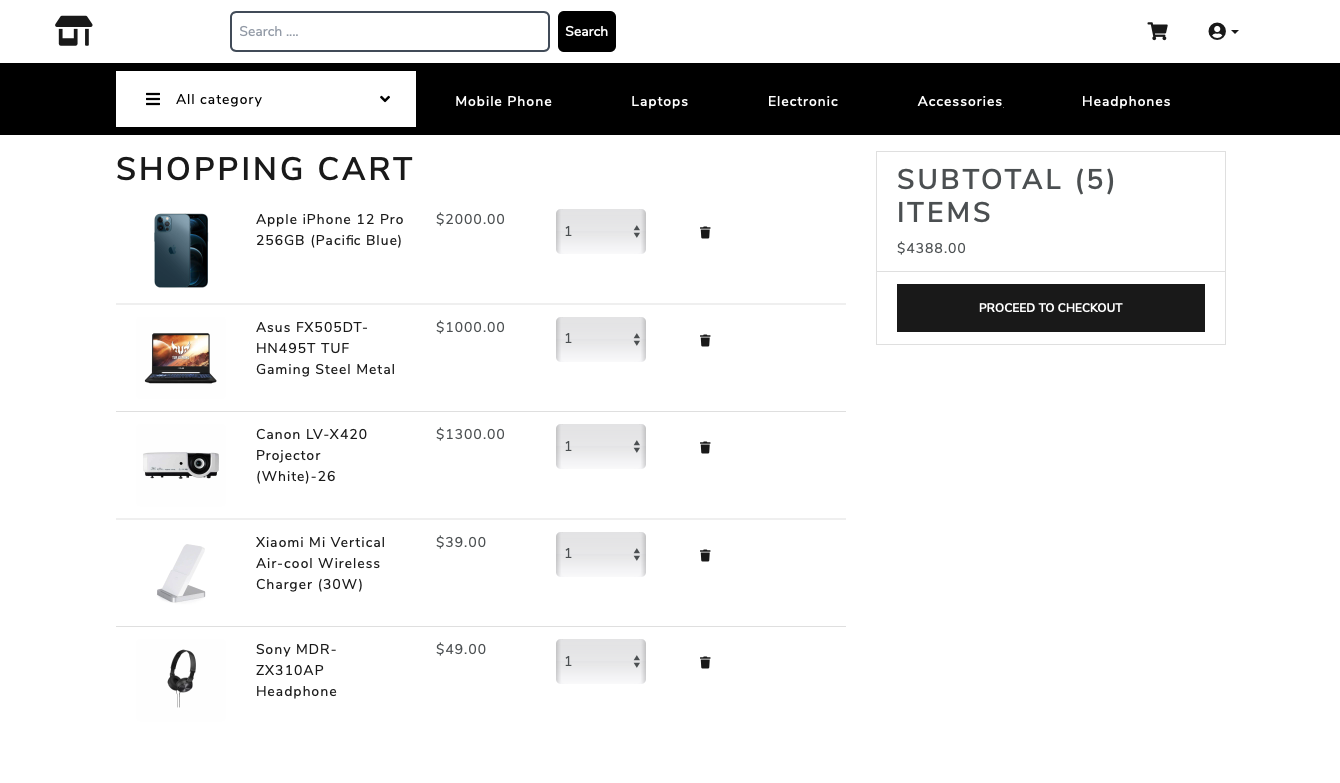 Search ....
Search
All category
Mobile Phone
Laptops
Electronic
Accessories
Headphones
SHOPPING CART
Apple iPhone 12 Pro
256GB (Pacific Blue)
$2000.00
1
Asus FX505DT-
HN495T TUF
Gaming Steel Metal
$1000.00
1
Canon LV-X420
Projector
(White)-26
$1300.00
1
Xiaomi Mi Vertical
Air-cool Wireless
Charger (30W)
$39.00
1
Sony MDR-
ZX310AP
Headphone
$49.00
1
SUBTOTAL (5)
ITEMS
$4388.00
PROCEED TO CHECKOUT